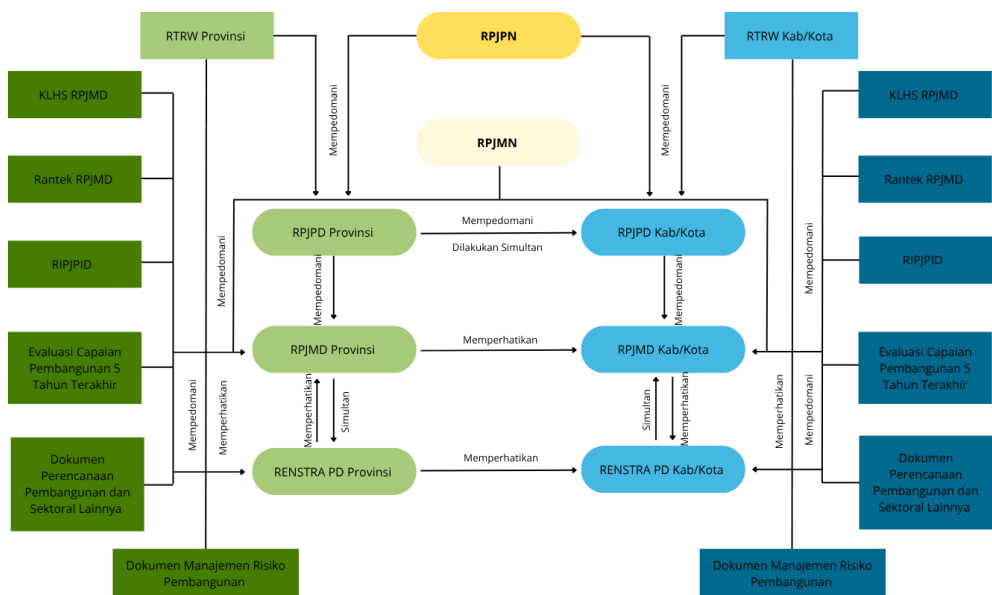 RTRW Provinsi
RPJPN
RTRW Kab/Kota
KLHS RPJMD
KLHS RPJMD
Mempedomani
Mempedomani
RPJMN
Rantek RPJMD
Rantek RPJMD
RPJPD Provinsi
Mempedomani
Dilakukan Simultan
RPJPD Kab/Kota
RIPJPID
RIPJPID
Mempedomani
Mempedomani
Mempedomani
Mempedomani
Evaluasi Capaian
Pembangunan 5
Tahun Terakhir
RPJMD Provinsi
Memperhatikan
RPJMD Kab/Kota
Evaluasi Capaian
Pembangunan 5
Tahun Terakhir
Mempedomani
Memperhatikan
Memperhatikan
Simultan
Simultan
Memperhatikan
Memperhatikan
Mempedomani
Dokumen
Perencanaan
Pembangunan dan
Sektoral Lainnya
RENSTRA PD Provinsi
Memperhatikan
RENSTRA PD Kab/Kota
Dokumen
Perencanaan
Pembangunan dan
Sektoral Lainnya
Dokumen Manajemen Risiko
Pembangunan
Dokumen Manajemen Risiko
Pembangunan